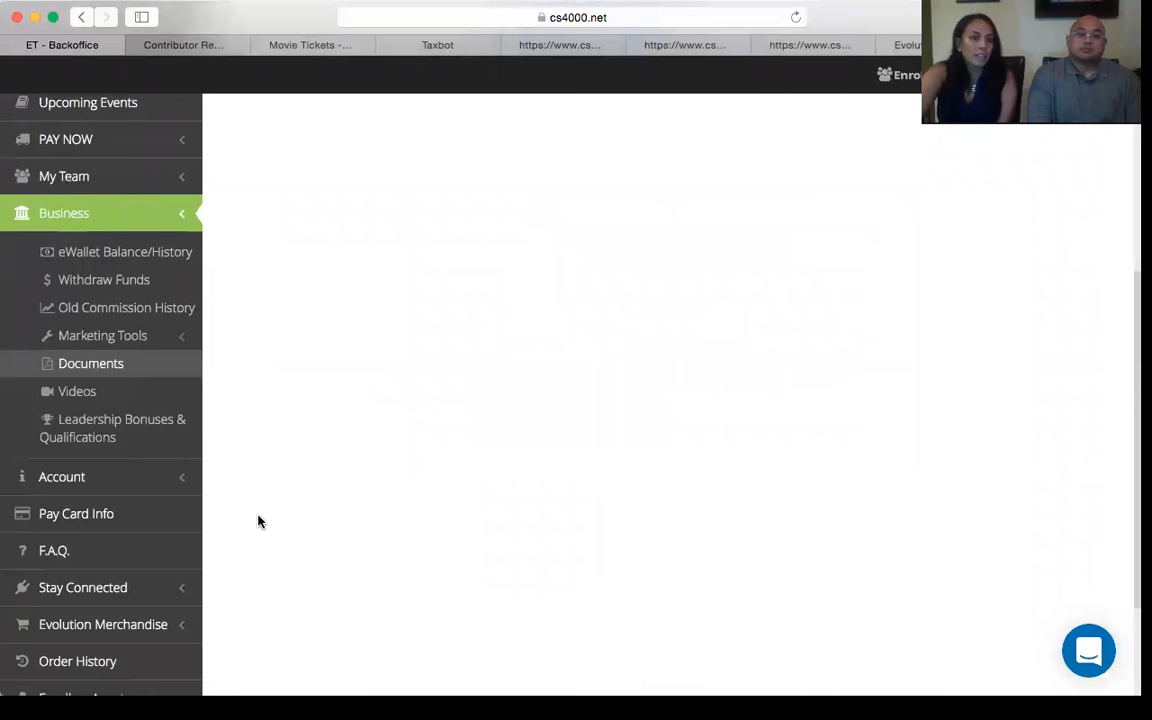 cs4000.net
ET - Backoffice
Contributor Re...
Movie Tickets -...
Taxbot
https://www.cs...
https://www.cs...
https://www.cs...
Evolu
Enro
Upcoming Events
PAY NOW
My Team
Business
eWallet Balance/History
$ Withdraw Funds
Old Commission History
Marketing Tools
Documents
Videos
Leadership Bonuses &
Qualifications
Account
Pay Card Info
? F.A.Q.
Stay Connected
Evolution Merchandise
Order History